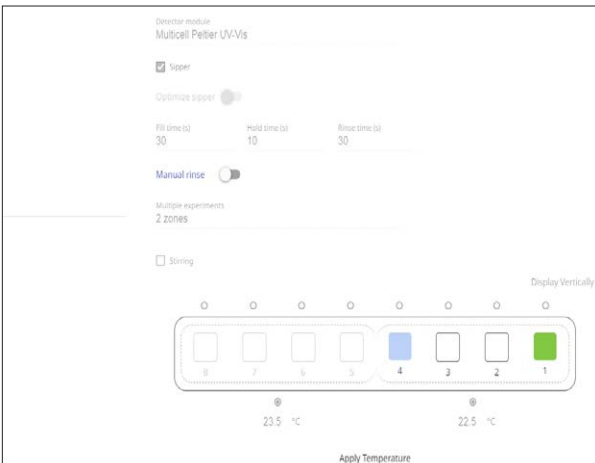 Detector module
Multicell Peltier UV-Vis
Sipper
Optimize sipper
Fill time (s) Hold time (s) Rinse time (s)
30 10 30
Manual rinse
Multiple experiments
2 zones
Stirring
Display Vertically
8 7 6 5 4 3 2 1
23.5 °C 22.5 °C
Apply Temperature